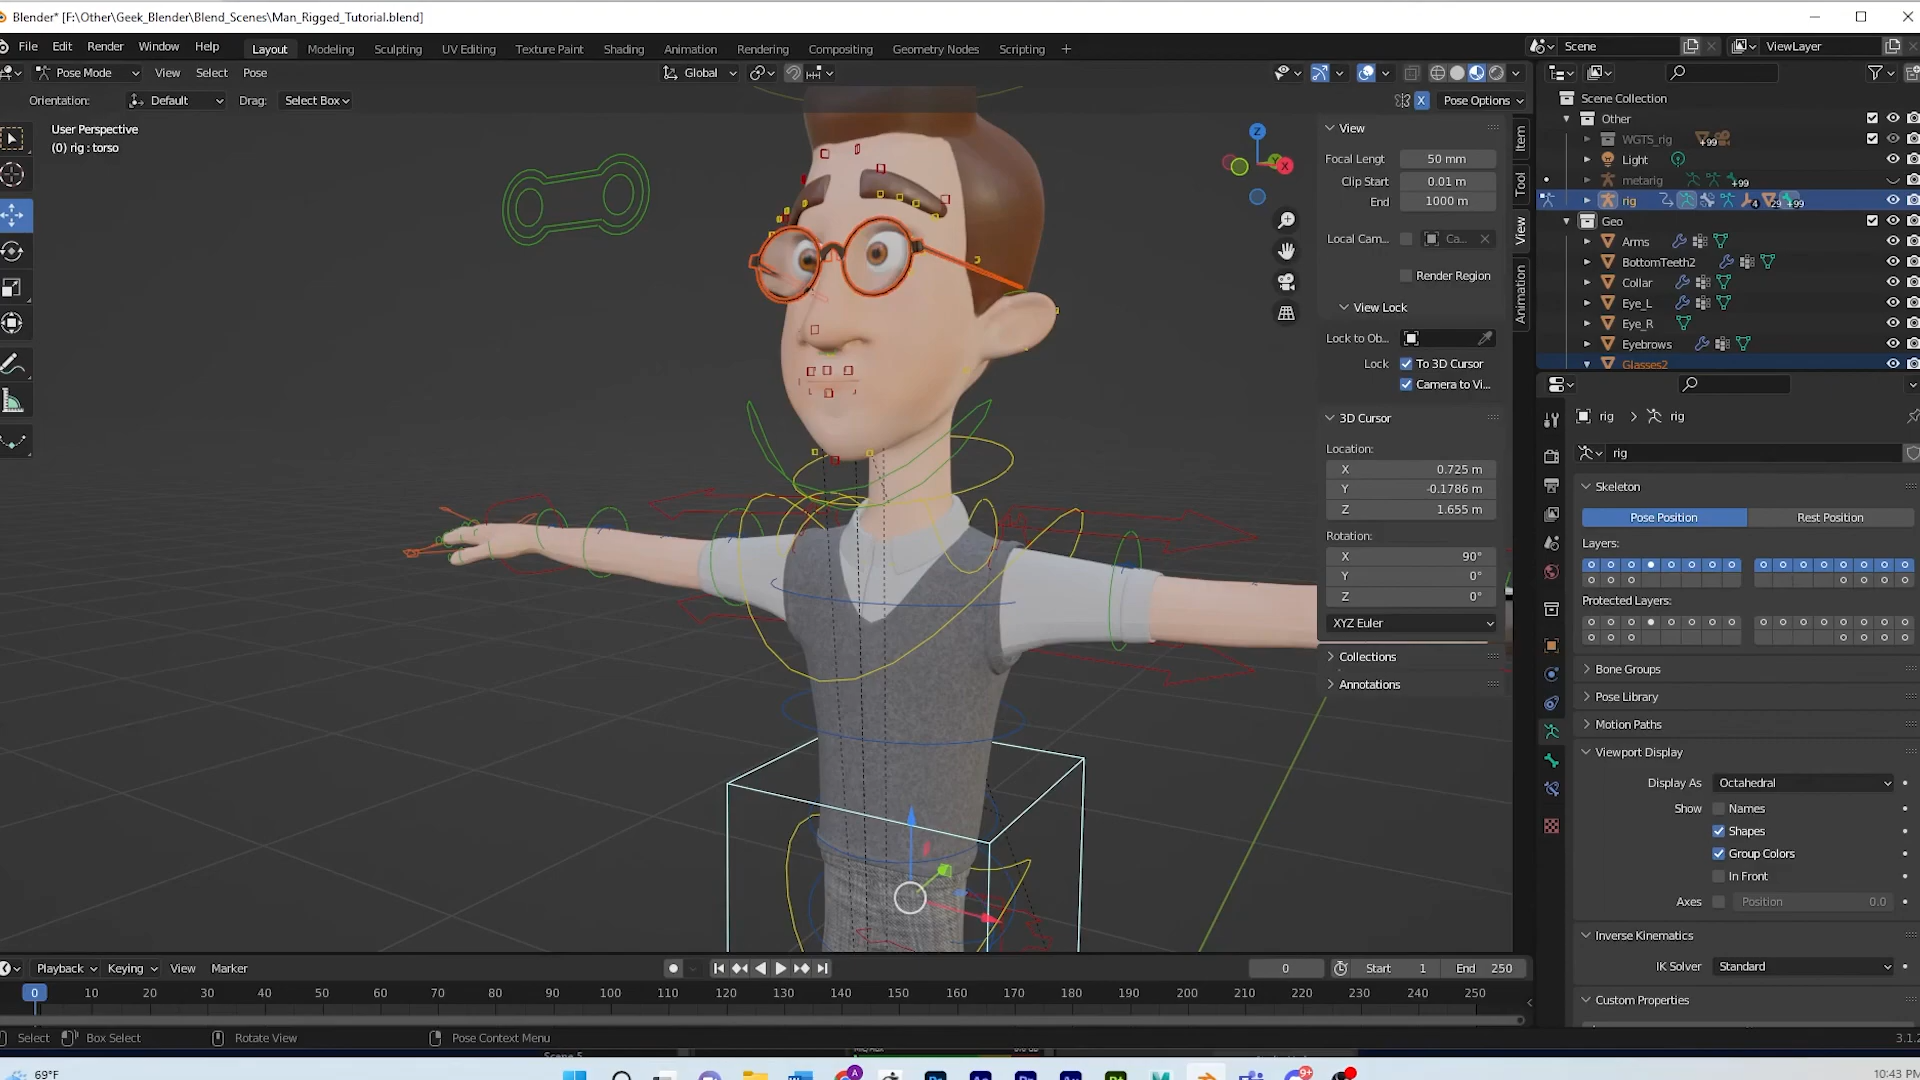 Blender* [F:\Other\Geek_Blender\Blend_Scenes\Man_Rigged_Tutorial.blend]
File Edit Render Window Help Layout Modeling Sculpting UV Editing Texture Paint Shading Animation Rendering Compositing Geometry Nodes Scripting + Scene ViewLayer
Pose Mode View Select Pose Global
Orientation: Default Drag: Select Box X Pose Options
User Perspective
(0) rig : torso
Z
X
View
Focal Lengt 50 mm
Clip Start 0.01 m
End 1000 m
Local Cam... Ca...
Render Region
View Lock
Lock to Ob...
Lock To 3D Cursor
Camera to Vi...
3D Cursor
Location:
X 0.725 m
Y -0.1786 m
Z 1.655 m
Rotation:
X 90°
Y 0°
Z 0°
XYZ Euler
Collections
Annotations
Item
Tool
View
Animation
Scene Collection
Other
WGTS_rig +99
Light
metarig +99
rig 4 29 +99
Geo
Arms
BottomTeeth2
Collar
Eye_L
Eye_R
Eyebrows
Glasses2
rig > rig
rig
Skeleton
Pose Position Rest Position
Layers:
Protected Layers:
Bone Groups
Pose Library
Motion Paths
Viewport Display
Display As Octahedral
Show Names
Shapes
Group Colors
In Front
Axes Position 0.0
Inverse Kinematics
IK Solver Standard
Custom Properties
Playback Keying View Marker 0 Start 1 End 250
0 10 20 30 40 50 60 70 80 90 100 110 120 130 140 150 160 170 180 190 200 210 220 230 240 250
Select Box Select Rotate View Pose Context Menu 3.1.2
69°F 10:43 PM